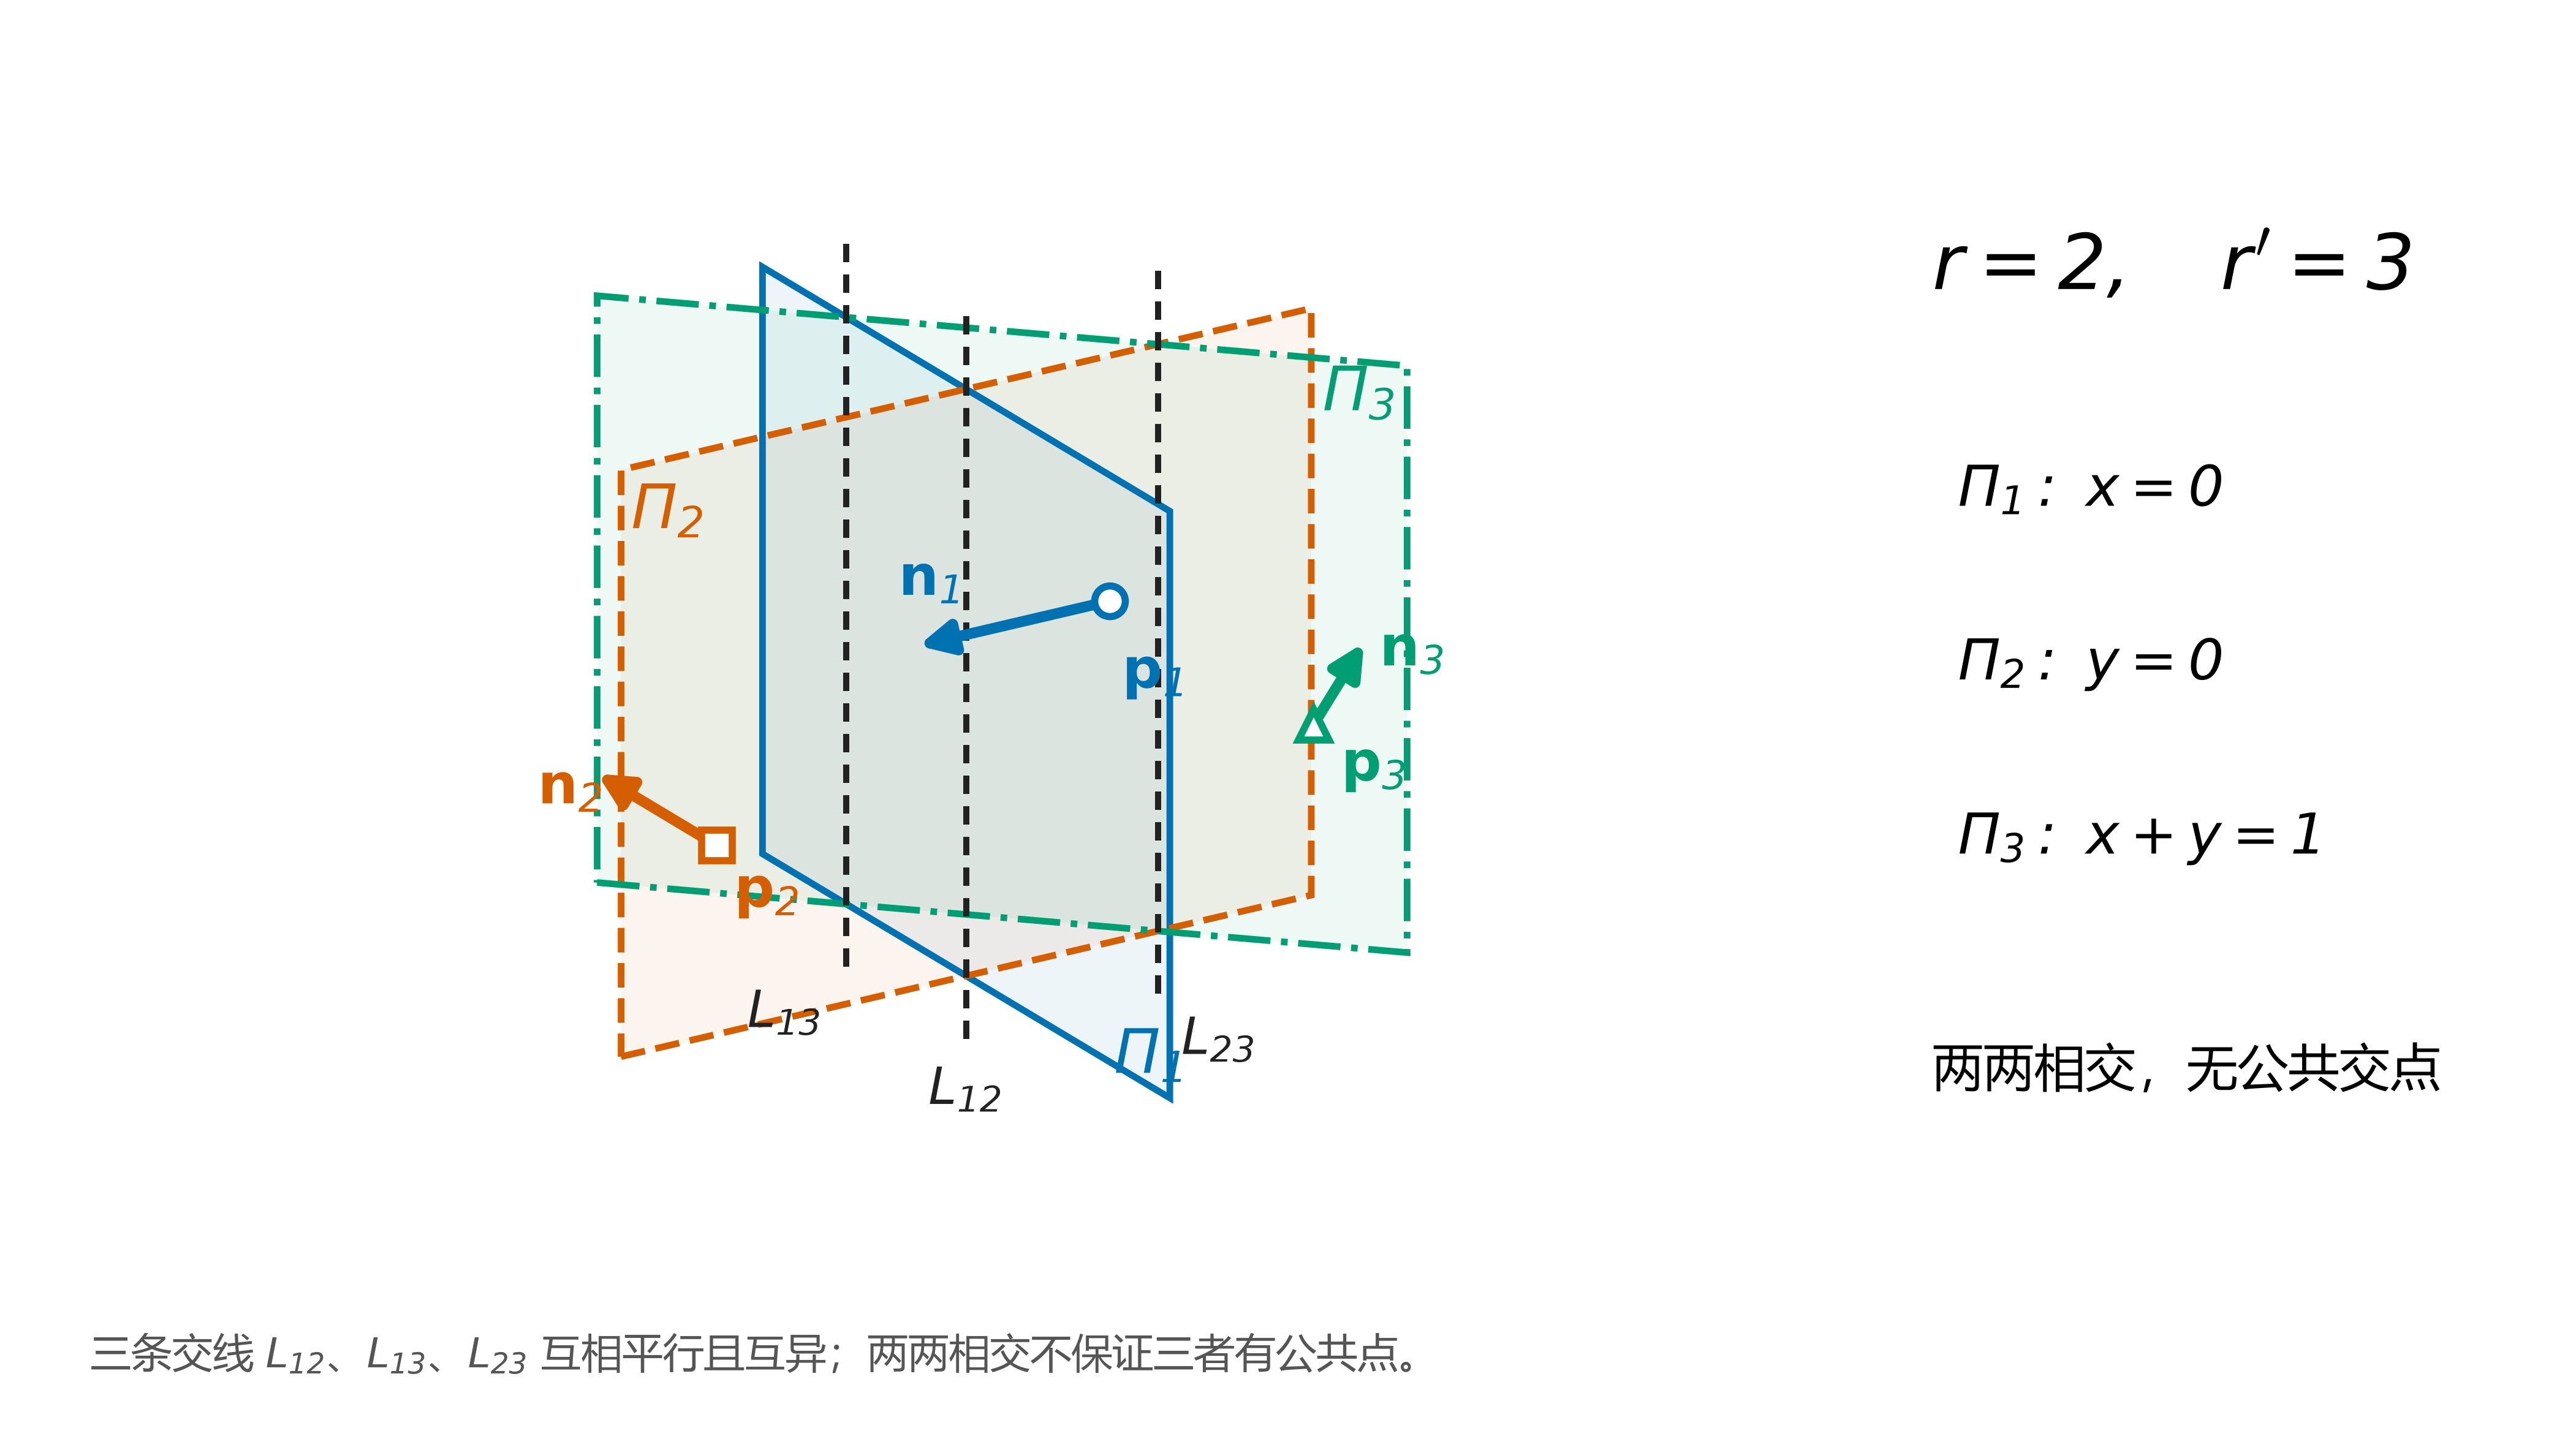 r = 2, r′ = 3
Π₃
Π₁ : x = 0
Π₂
n₁
Π₂ : y = 0
n₃
p₁
p₃
n₂
Π₃ : x + y = 1
p₂
L₁₃
Π₁
L₂₃
L₁₂
两两相交，无公共交点
三条交线 L₁₂、L₁₃、L₂₃ 互相平行且互异；两两相交不保证三者有公共点。